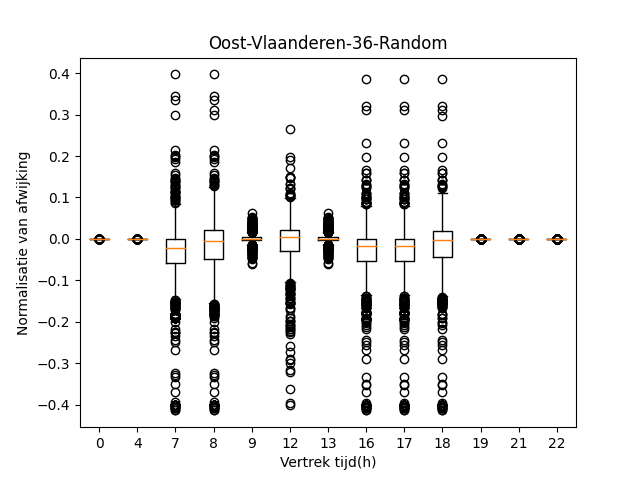 Oost-Vlaanderen-36-Random
Normalisatie van afwijking
0.4
0.3
0.2
0.1
0.0
−0.1
−0.2
−0.3
−0.4
0 4 7 8 9 12 13 16 17 18 19 21 22
Vertrek tijd(h)